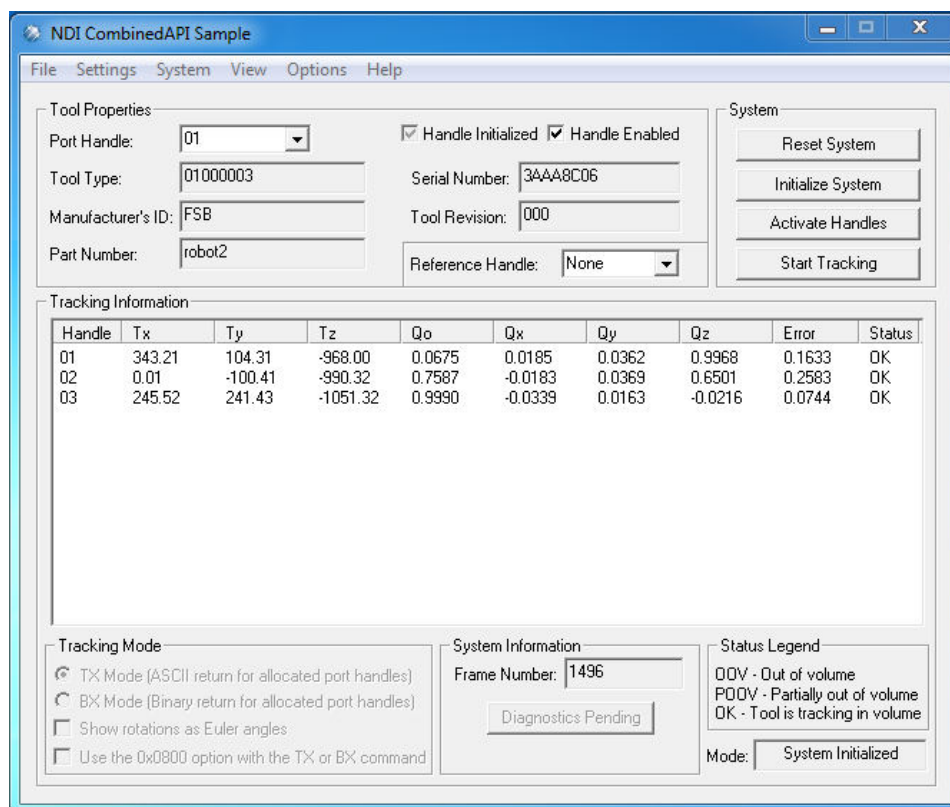 NDI CombinedAPI Sample
File Settings System View Options Help
Tool Properties
Port Handle: 01
Handle Initialized Handle Enabled
Tool Type: 01000003
Serial Number: 3AAA8C06
Manufacturer's ID: FSB
Tool Revision: 000
Part Number: robot2
Reference Handle: None
System
Reset System
Initialize System
Activate Handles
Start Tracking
Tracking Information
Handle Tx Ty Tz Qo Qx Qy Qz Error Status
01 343.21 104.31 -968.00 0.0675 0.0185 0.0362 0.9968 0.1633 OK
02 0.01 -100.41 -990.32 0.7587 -0.0183 0.0369 0.6501 0.2583 OK
03 245.52 241.43 -1051.32 0.9990 -0.0339 0.0163 -0.0216 0.0744 OK
Tracking Mode
TX Mode (ASCII return for allocated port handles)
BX Mode (Binary return for allocated port handles)
Show rotations as Euler angles
Use the 0x0800 option with the TX or BX command
System Information
Frame Number: 1496
Diagnostics Pending
Status Legend
OOV - Out of volume
POOV - Partially out of volume
OK - Tool is tracking in volume
Mode: System Initialized